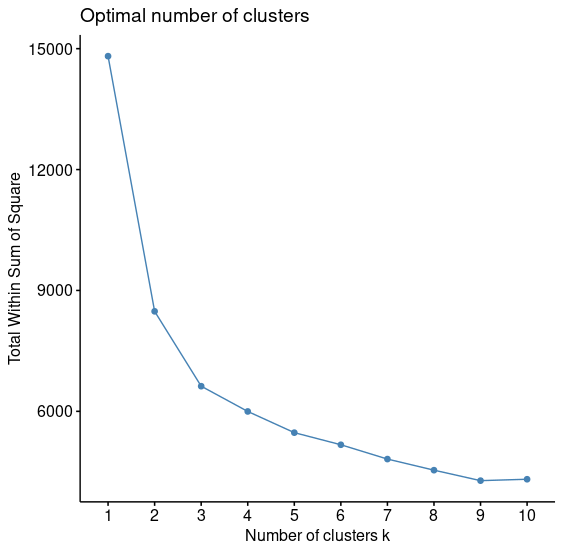 Optimal number of clusters
15000
12000
9000
6000
Total Within Sum of Square
1 2 3 4 5 6 7 8 9 10
Number of clusters k